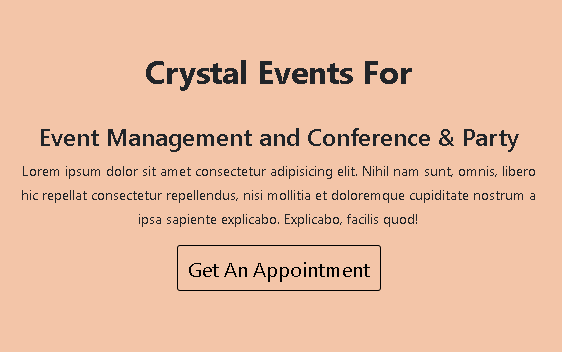 Crystal Events For
Event Management and Conference & Party
Lorem ipsum dolor sit amet consectetur adipisicing elit. Nihil nam sunt, omnis, libero
hic repellat consectetur repellendus, nisi mollitia et doloremque cupiditate nostrum a
ipsa sapiente explicabo. Explicabo, facilis quod!
Get An Appointment